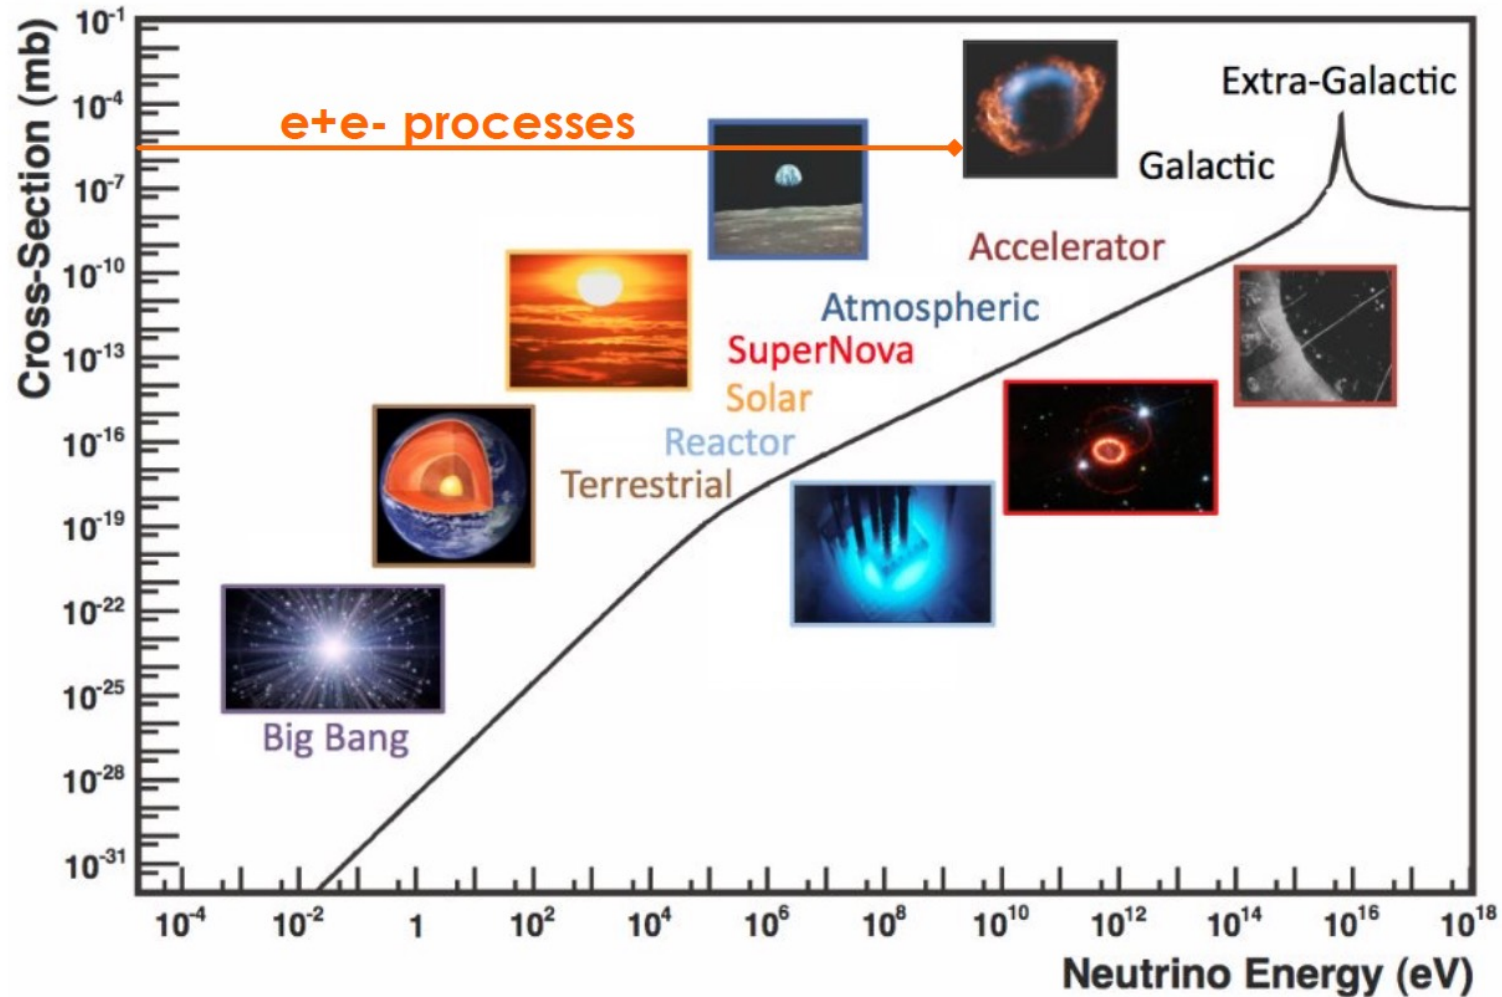 Cross-Section (mb)
10⁻¹
10⁻⁴
10⁻⁷
10⁻¹⁰
10⁻¹³
10⁻¹⁶
10⁻¹⁹
10⁻²²
10⁻²⁵
10⁻²⁸
10⁻³¹
e+e- processes
Extra-Galactic
Galactic
Accelerator
Atmospheric
SuperNova
Solar
Reactor
Terrestrial
Big Bang
10⁻⁴ 10⁻² 1 10² 10⁴ 10⁶ 10⁸ 10¹⁰ 10¹² 10¹⁴ 10¹⁶ 10¹⁸
Neutrino Energy (eV)